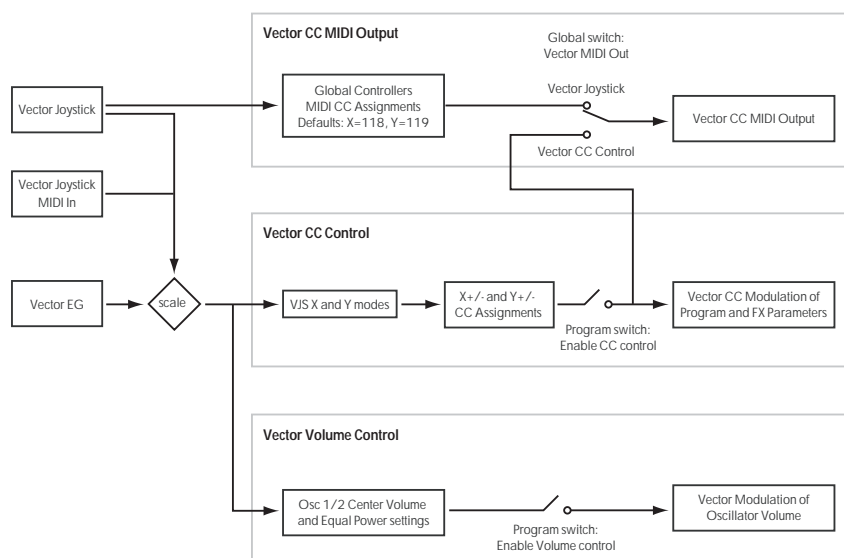 Vector CC MIDI Output
Global switch:
Vector MIDI Out
Vector Joystick
Global Controllers
MIDI CC Assignments
Defaults: X=118, Y=119
Vector Joystick
Vector CC MIDI Output
Vector CC Control
Vector Joystick
MIDI In
Vector CC Control
Vector EG
scale
VJS X and Y modes
X+/- and Y+/-
CC Assignments
Program switch:
Enable CC control
Vector CC Modulation of
Program and FX Parameters
Vector Volume Control
Osc 1/2 Center Volume
and Equal Power settings
Program switch:
Enable Volume control
Vector Modulation of
Oscillator Volume